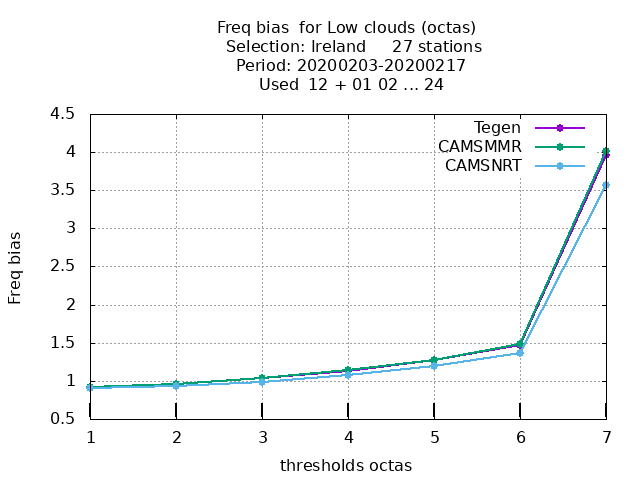 Freq bias  for Low clouds (octas)
Selection: Ireland     27 stations
Period: 20200203-20200217
Used  12 + 01 02 ... 24
Tegen
CAMSMMR
CAMSNRT
4.5
4
3.5
3
2.5
2
1.5
1
0.5
Freq bias
1 2 3 4 5 6 7
thresholds octas